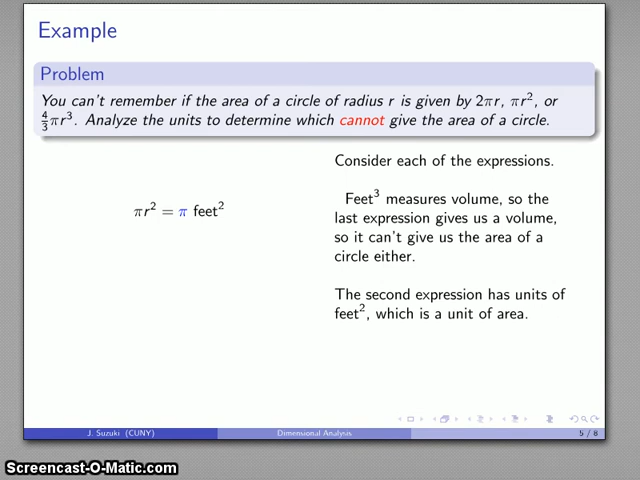 Example
Problem
You can't remember if the area of a circle of radius r is given by 2πr, πr², or
4/3πr³. Analyze the units to determine which cannot give the area of a circle.
Consider each of the expressions.
Feet³ measures volume, so the
last expression gives us a volume,
so it can't give us the area of a
circle either.
πr² = π feet²
The second expression has units of
feet², which is a unit of area.
J. Suzuki (CUNY) Dimensional Analysis 5 / 8
Screencast-O-Matic.com